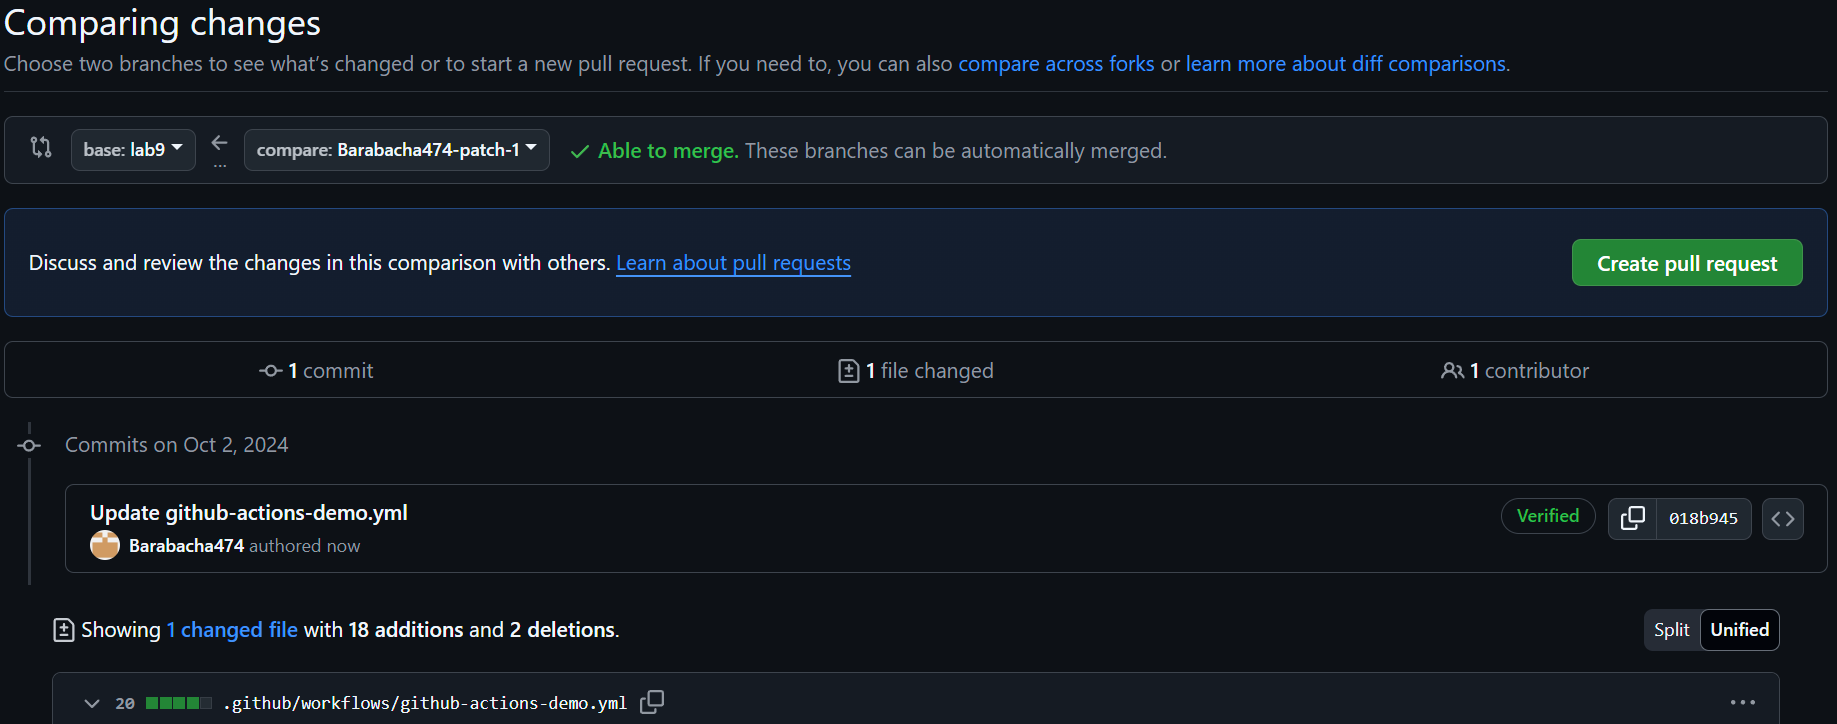 Comparing changes
Choose two branches to see what’s changed or to start a new pull request. If you need to, you can also compare across forks or learn more about diff comparisons.
base: lab9 ... compare: Barabacha474-patch-1 Able to merge. These branches can be automatically merged.
Discuss and review the changes in this comparison with others. Learn about pull requests Create pull request
1 commit 1 file changed 1 contributor
Commits on Oct 2, 2024
Update github-actions-demo.yml
Verified 018b945
Barabacha474 authored now
Showing 1 changed file with 18 additions and 2 deletions. Split Unified
20 .github/workflows/github-actions-demo.yml